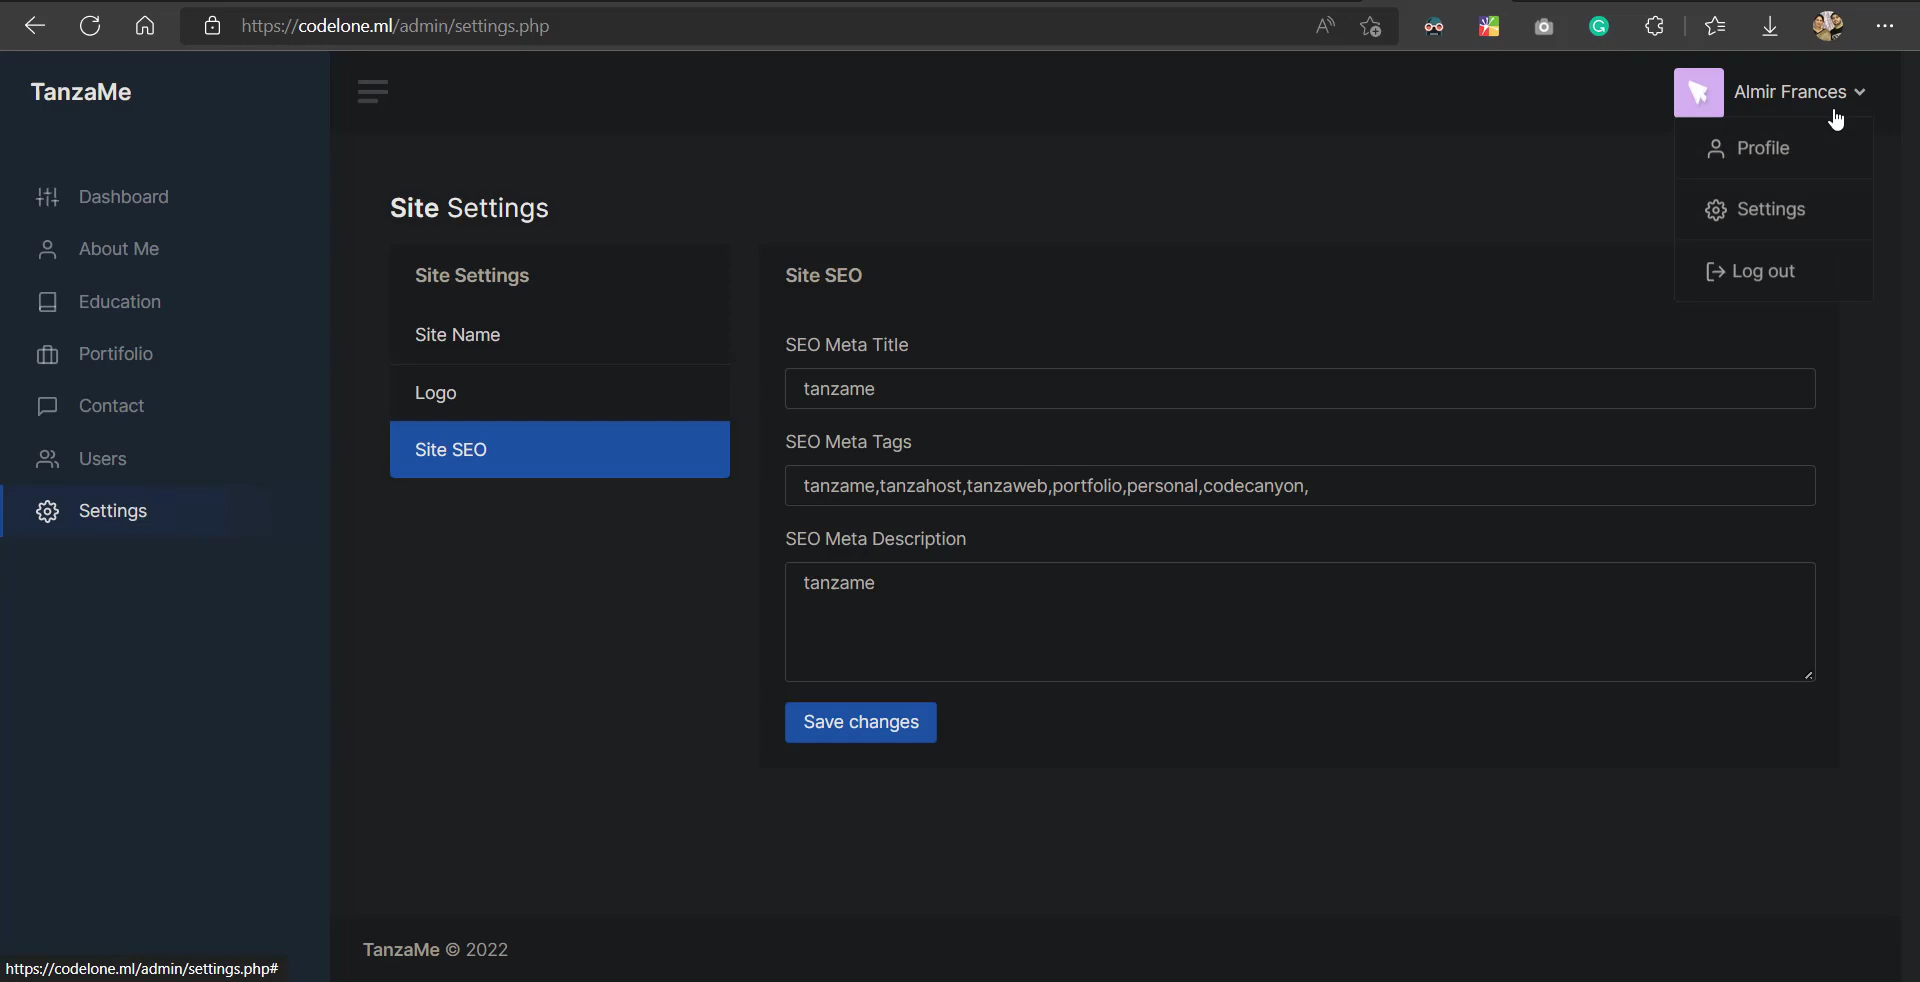 https://codelone.ml/admin/settings.php
TanzaMe
Almir Frances
Profile
Settings
Log out
Dashboard
About Me
Education
Portifolio
Contact
Users
Settings
Site Settings
Site Settings
Site Name
Logo
Site SEO
Site SEO
SEO Meta Title
tanzame
SEO Meta Tags
tanzame,tanzahost,tanzaweb,portfolio,personal,codecanyon,
SEO Meta Description
tanzame
Save changes
TanzaMe © 2022
https://codelone.ml/admin/settings.php#